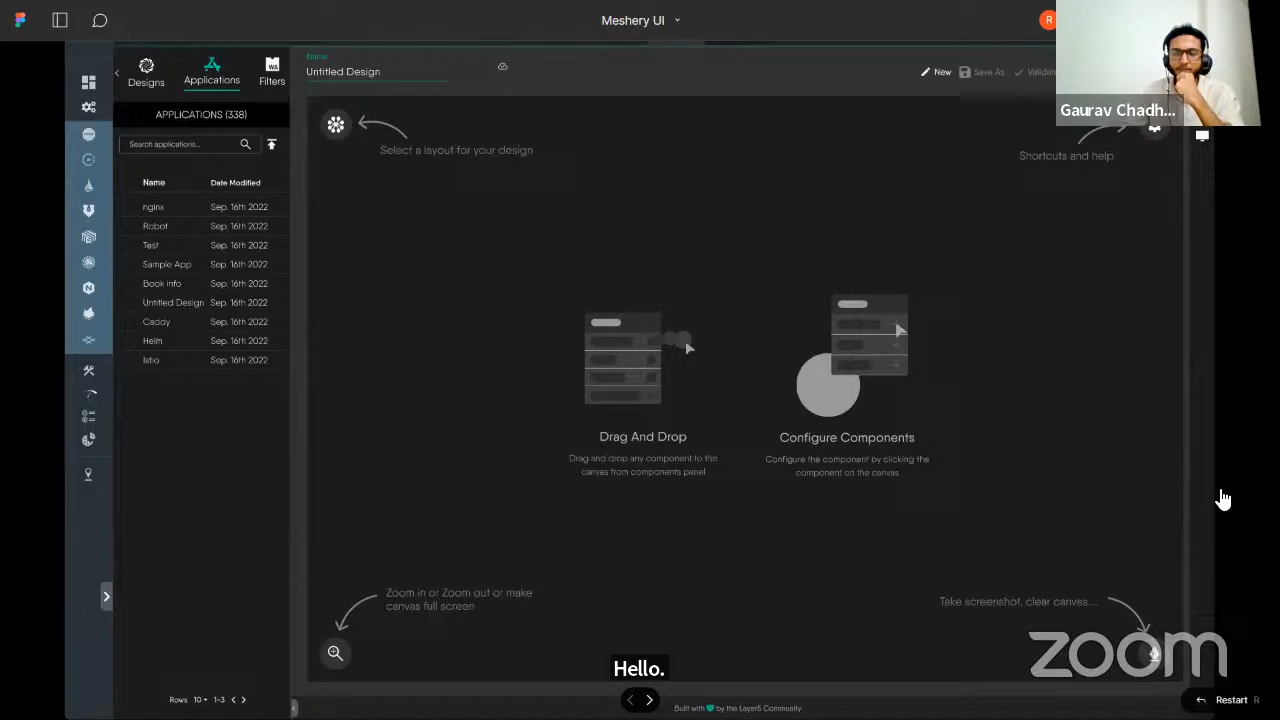 Meshery UI
R
Gaurav Chadh...
Designs
Applications
Filters
APPLICATIONS (338)
Search applications...
Name Date Modified
nginx Sep. 16th 2022
Robot Sep. 16th 2022
Test Sep. 16th 2022
Sample App Sep. 16th 2022
Book info Sep. 16th 2022
Untitled Design Sep. 16th 2022
Caddy Sep. 16th 2022
Helm Sep. 16th 2022
Istio Sep. 16th 2022
Rows 10 1-3
Name
Untitled Design
New
Save As
Validate
Select a layout for your design
Shortcuts and help
Drag And Drop
Drag and drop any component to the
canvas from components panel
Configure Components
Configure the component by clicking the
component on the canvas
Zoom in or Zoom out or make
canvas full screen
Take screenshot, clear canvas....
Hello.
zoom
Built with by the Layer5 Community
Restart R